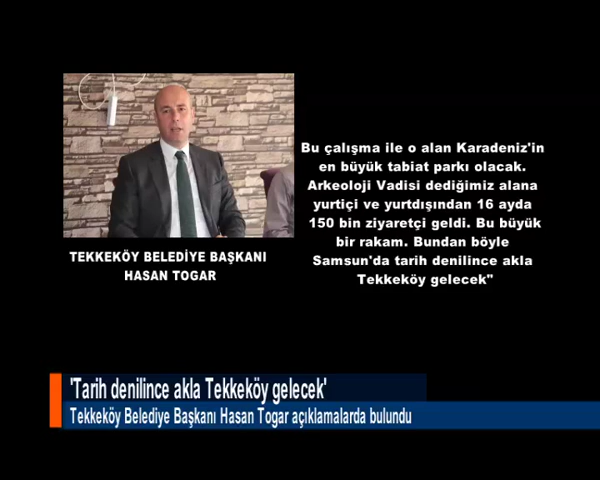 Bu çalışma ile o alan Karadeniz'in
en büyük tabiat parkı olacak.
Arkeoloji Vadisi dediğimiz alana
yurtiçi ve yurtdışından 16 ayda
150 bin ziyaretçi geldi. Bu büyük
bir rakam. Bundan böyle
Samsun'da tarih denilince akla
Tekkeköy gelecek"
TEKKEKÖY BELEDİYE BAŞKANI
HASAN TOGAR
'Tarih denilince akla Tekkeköy gelecek'
Tekkeköy Belediye Başkanı Hasan Togar açıklamalarda bulundu